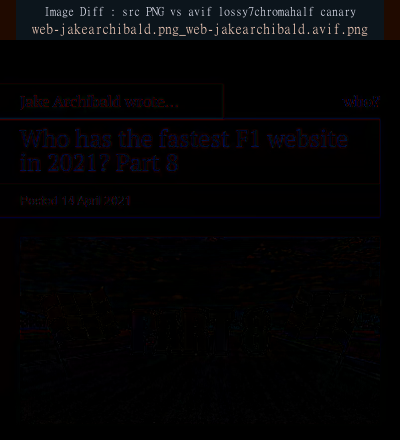 Image Diff : src PNG vs avif lossy7chromahalf canary
web-jakearchibald.png_web-jakearchibald.avif.png
Jake Archibald wrote...
who?
Who has the fastest F1 website
in 2021? Part 8
Posted 14 April 2021